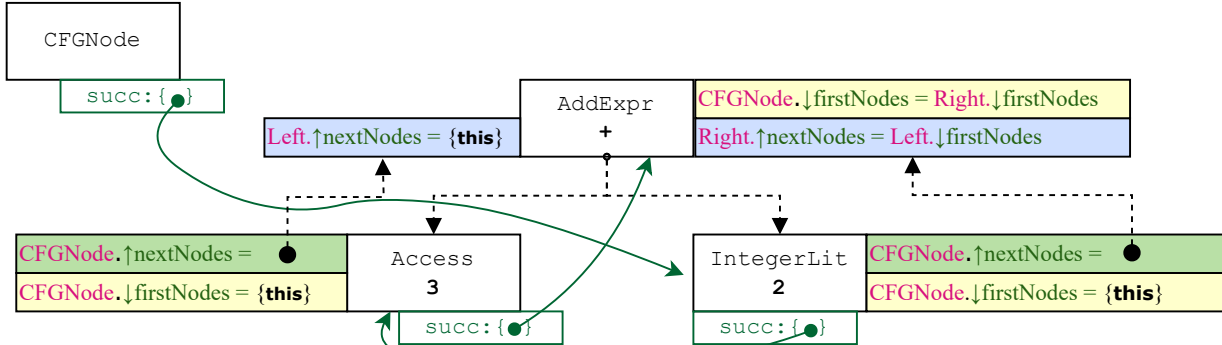 CFGNode
succ:{ }
AddExpr
+
CFGNode.↓firstNodes = Right.↓firstNodes
Left.↑nextNodes = {this}
Right.↑nextNodes = Left.↓firstNodes
CFGNode.↑nextNodes =
Access
3
CFGNode.↓firstNodes = {this}
succ:{ }
IntegerLit
2
CFGNode.↑nextNodes =
CFGNode.↓firstNodes = {this}
succ:{ }